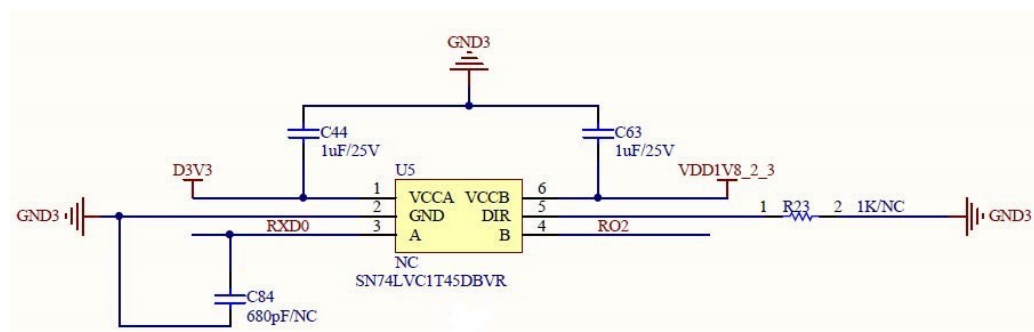 GND3
C44
1uF/25V
C63
1uF/25V
D3V3
U5
VDD1V8_2_3
1 VCCA VCCB 6
GND3 2 GND DIR 5 1 R23 2 1K/NC GND3
RXD0 3 A B 4 RO2
NC
SN74LVC1T45DBVR
C84
680pF/NC